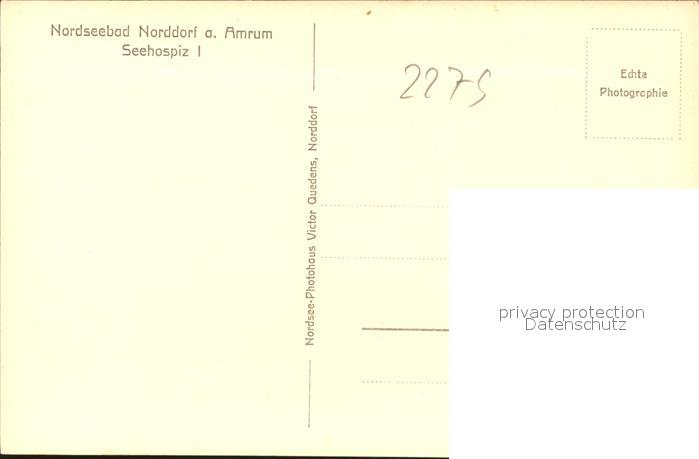 Nordseebad Norddorf a. Amrum
Seehospiz I
Nordsee-Photohaus Victor Quedens, Norddorf
2275
Echte
Photographie
privacy protection
Datenschutz